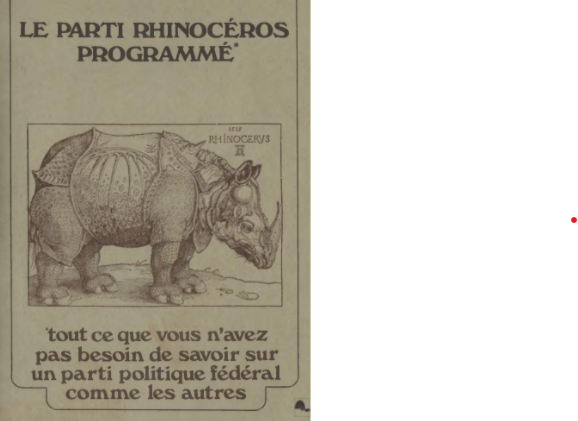 LE PARTI RHINOCÉROS
PROGRAMMÉ*
1515
RHINOCERVS
*tout ce que vous n'avez
pas besoin de savoir sur
un parti politique fédéral
comme les autres